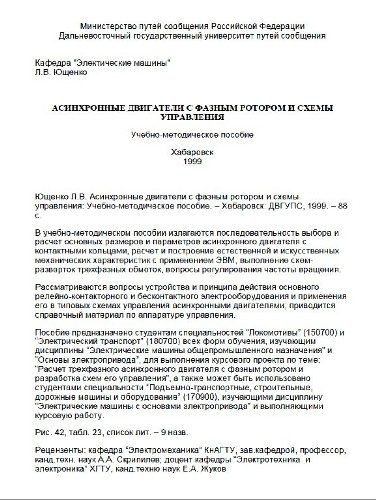 Министерство путей сообщения Российской Федерации
Дальневосточный государственный университет путей сообщения
Кафедра "Электические машины"
Л.В. Ющенко
АСИНХРОННЫЕ ДВИГАТЕЛИ С ФАЗНЫМ РОТОРОМ И СХЕМЫ
УПРАВЛЕНИЯ
Учебно-методическое пособие
Хабаровск
1999
Ющенко Л.В. Асинхронные двигатели с фазным ротором и схемы
управления: Учебно-методическое пособие. – Хабаровск: ДВГУПС, 1999. – 88
с.
В учебно-методическом пособии излагаются последовательность выбора и
расчет основных размеров и параметров асинхронного двигателя с
контактными кольцами, расчет и построение естественной и искусственных
механических характеристик с применением ЭВМ, выполнение схем-
разверток трехфазных обмоток, вопросы регулирования частоты вращения.
Рассматриваются вопросы устройства и принципа действия основного
релейно-контакторного и бесконтактного электрооборудования и применения
его в типовых схемах управления асинхронными двигателями, приводится
справочный материал по аппаратуре управления.
Пособие предназначено студентам специальностей "Локомотивы" (150700) и
"Электрический транспорт" (180700) всех форм обучения, изучающим
дисциплины "Электрические машины общепромышленного назначения" и
"Основы электропривода", для выполнения курсового проекта по теме:
"Расчет трехфазного асинхронного двигателя с фазным ротором и
разработка схем его управления", а также может быть использовано
студентами специальности "Подъемно-транспортные, строительные,
дорожные машины и оборудование" (170900), изучающими дисциплину
"Электрические машины с основами электропривода" и выполняющими
курсовую работу.
Рис. 42, табл. 23, список лит. – 9 назв.
Рецензенты: кафедра "Электромеханика" КнАГТУ, зав.кафедрой, профессор,
канд.техн. наук А.А. Скрипилев; доцент кафедры "Электротехника и
электроника" ХГТУ, канд.техно наук Е.А. Жуков